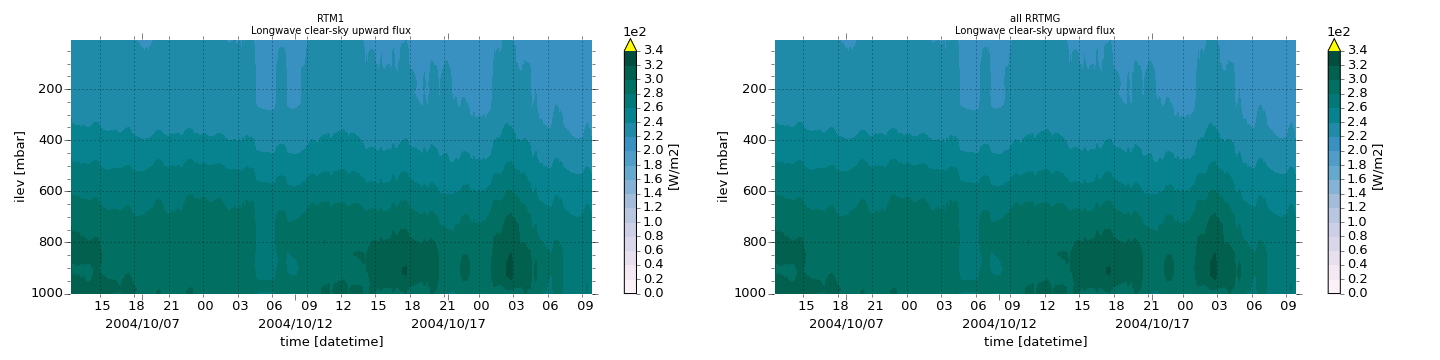 RTM1
Longwave clear-sky upward flux
1e2
200
400
600
800
1000
ilev [mbar]
15 18 21 00 03 06 09 12 15 18 21 00 03 06 09
2004/10/07 2004/10/12 2004/10/17
time [datetime]
3.4
3.2
3.0
2.8
2.6
2.4
2.2
2.0
1.8
1.6
1.4
1.2
1.0
0.8
0.6
0.4
0.2
0.0
[W/m2]
all RRTMG
Longwave clear-sky upward flux
1e2
200
400
600
800
1000
ilev [mbar]
15 18 21 00 03 06 09 12 15 18 21 00 03 06 09
2004/10/07 2004/10/12 2004/10/17
time [datetime]
3.4
3.2
3.0
2.8
2.6
2.4
2.2
2.0
1.8
1.6
1.4
1.2
1.0
0.8
0.6
0.4
0.2
0.0
[W/m2]